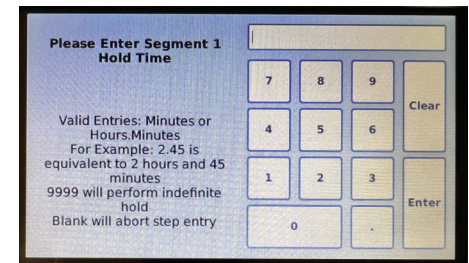 Please Enter Segment 1
Hold Time
Valid Entries: Minutes or
Hours.Minutes
For Example: 2.45 is
equivalent to 2 hours and 45
minutes
9999 will perform indefinite
hold
Blank will abort step entry
7 8 9
Clear
4 5 6
1 2 3
Enter
0 .